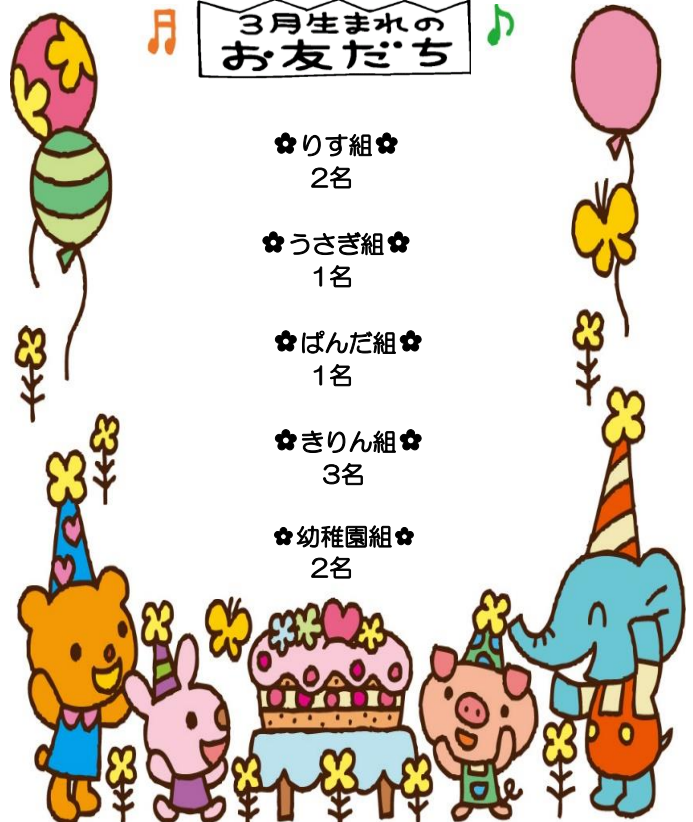 3月生まれの
お友だち
✿りす組✿
2名
✿うさぎ組✿
1名
✿ぱんだ組✿
1名
✿きりん組✿
3名
✿幼稚園組✿
2名